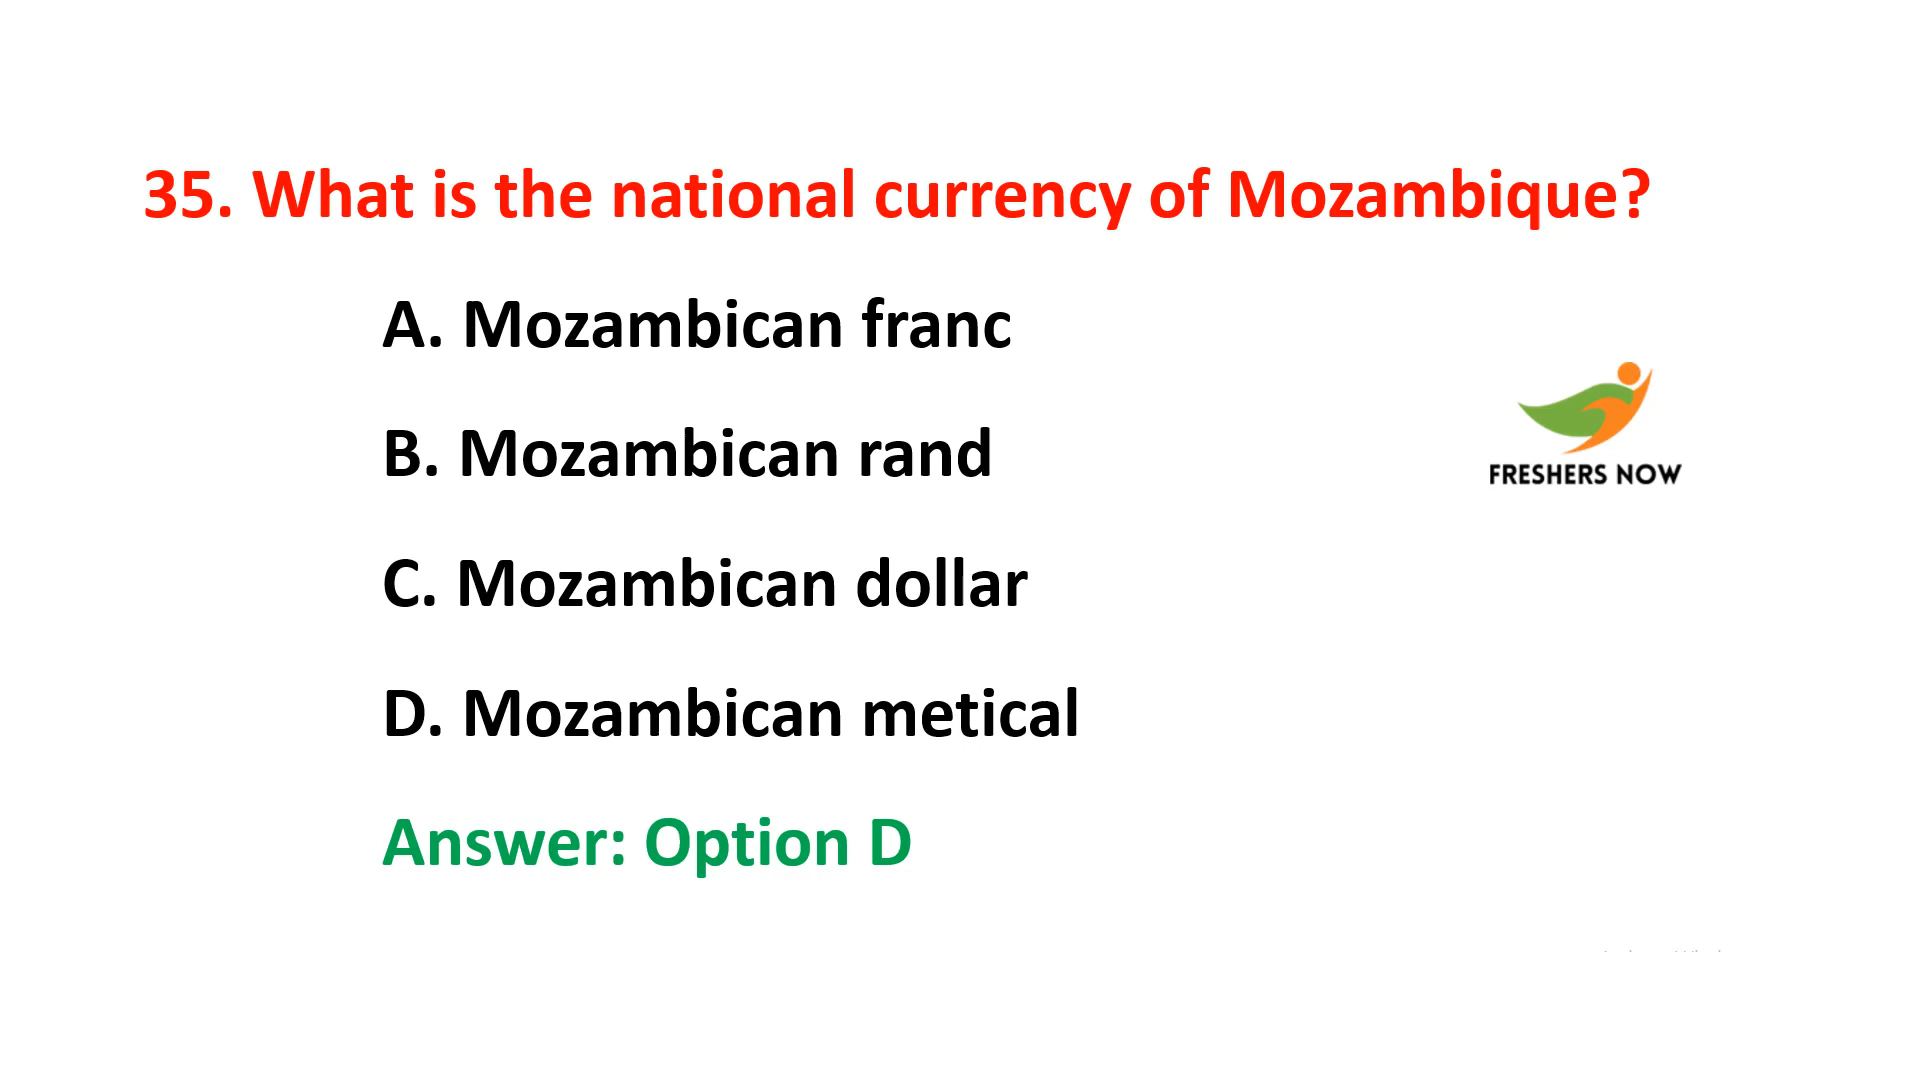 35. What is the national currency of Mozambique?
A. Mozambican franc
B. Mozambican rand
FRESHERS NOW
C. Mozambican dollar
D. Mozambican metical
Answer: Option D